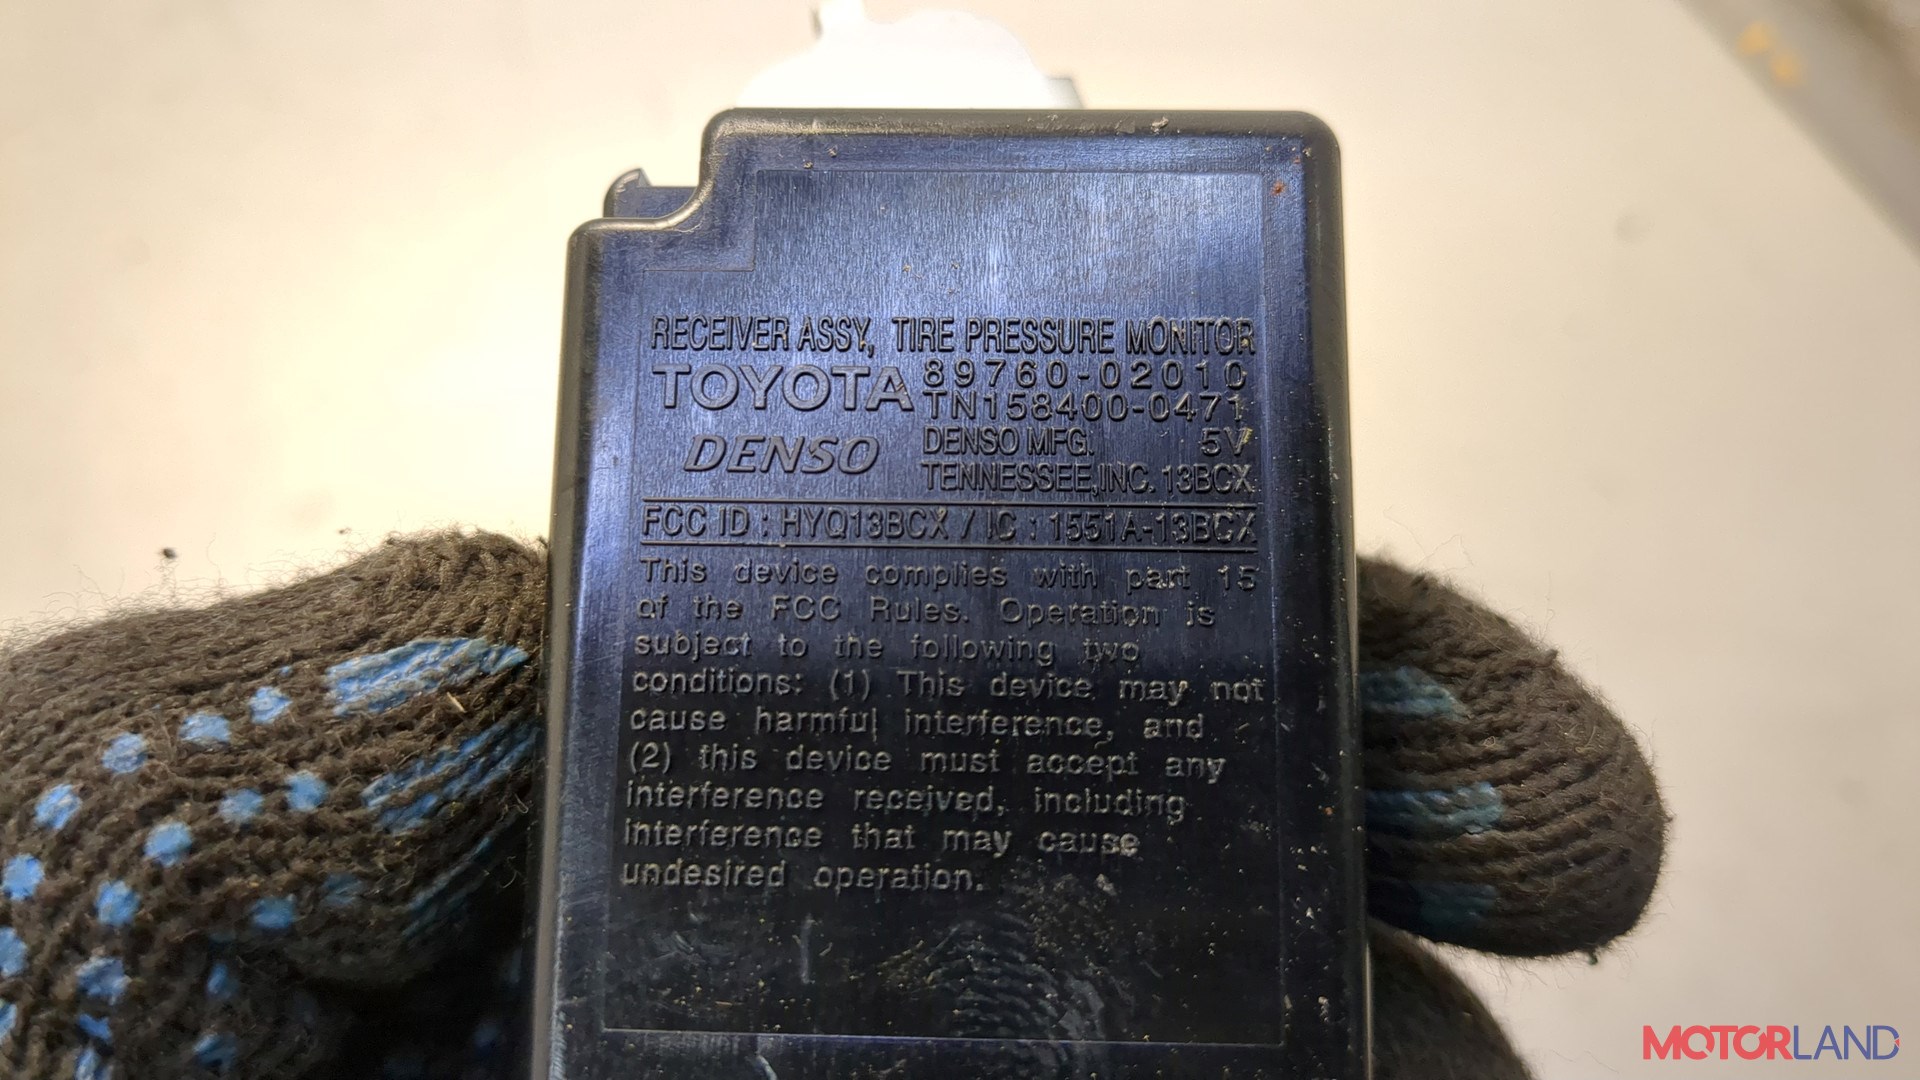 RECEIVER ASSY, TIRE PRESSURE MONITOR
TOYOTA 89760-02010
TN158400-0471
DENSO DENSO MFG. 5V
TENNESSEE,INC. 13BCX
FCC ID : HYQ13BCX / IC : 1551A-13BCX
This device complies with part 15
of the FCC Rules. Operation is
subject to the following two
conditions: (1) This device may not
cause harmful interference, and
(2) this device must accept any
interference received, including
interference that may cause
undesired operation.
MOTORLAND